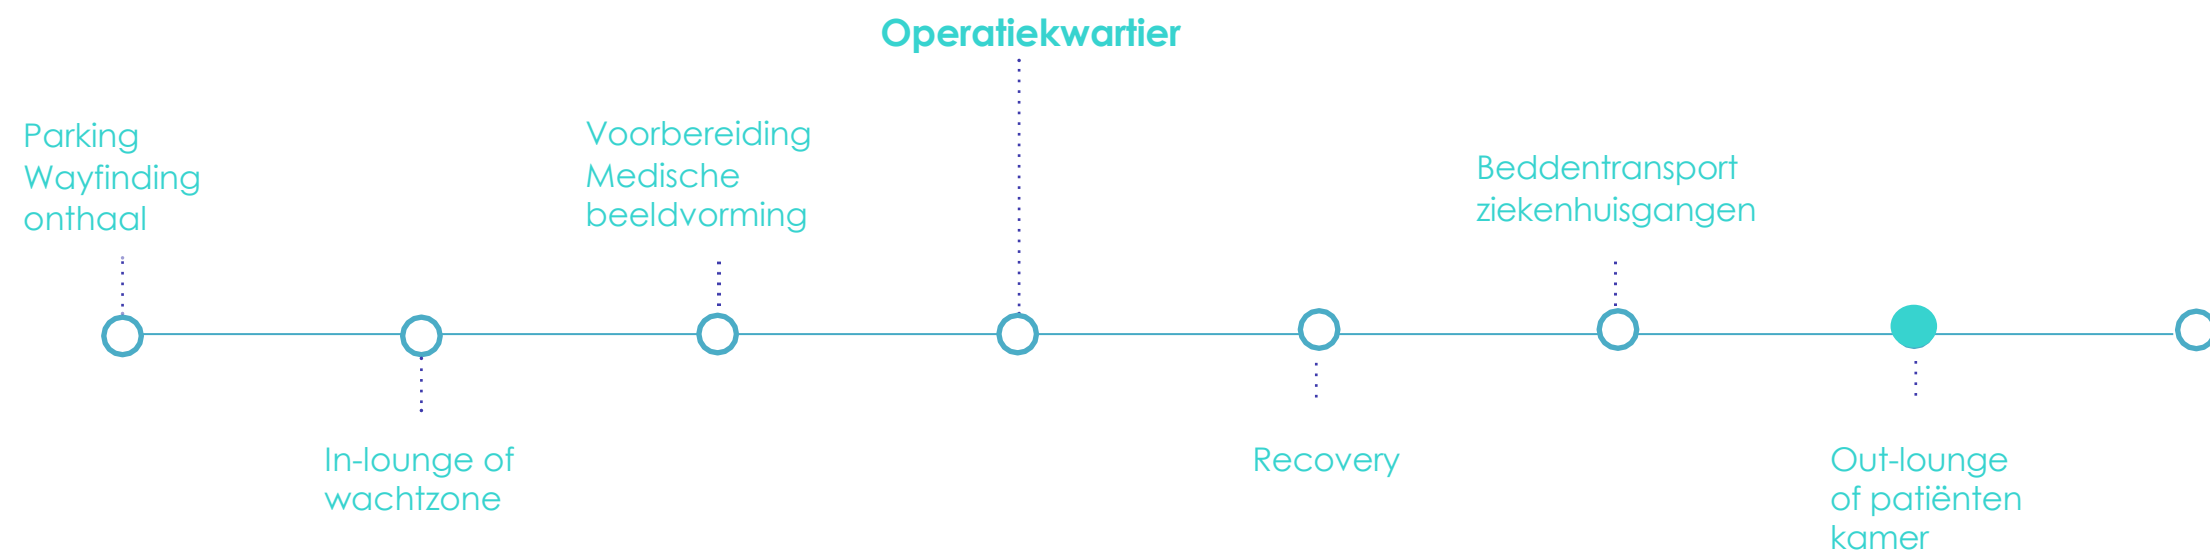 Operatiekwartier
Parking
Wayfinding
onthaal
Voorbereiding
Medische
beeldvorming
Beddentransport
ziekenhuisgangen
In-lounge of
wachtzone
Recovery
Out-lounge
of patiënten
kamer